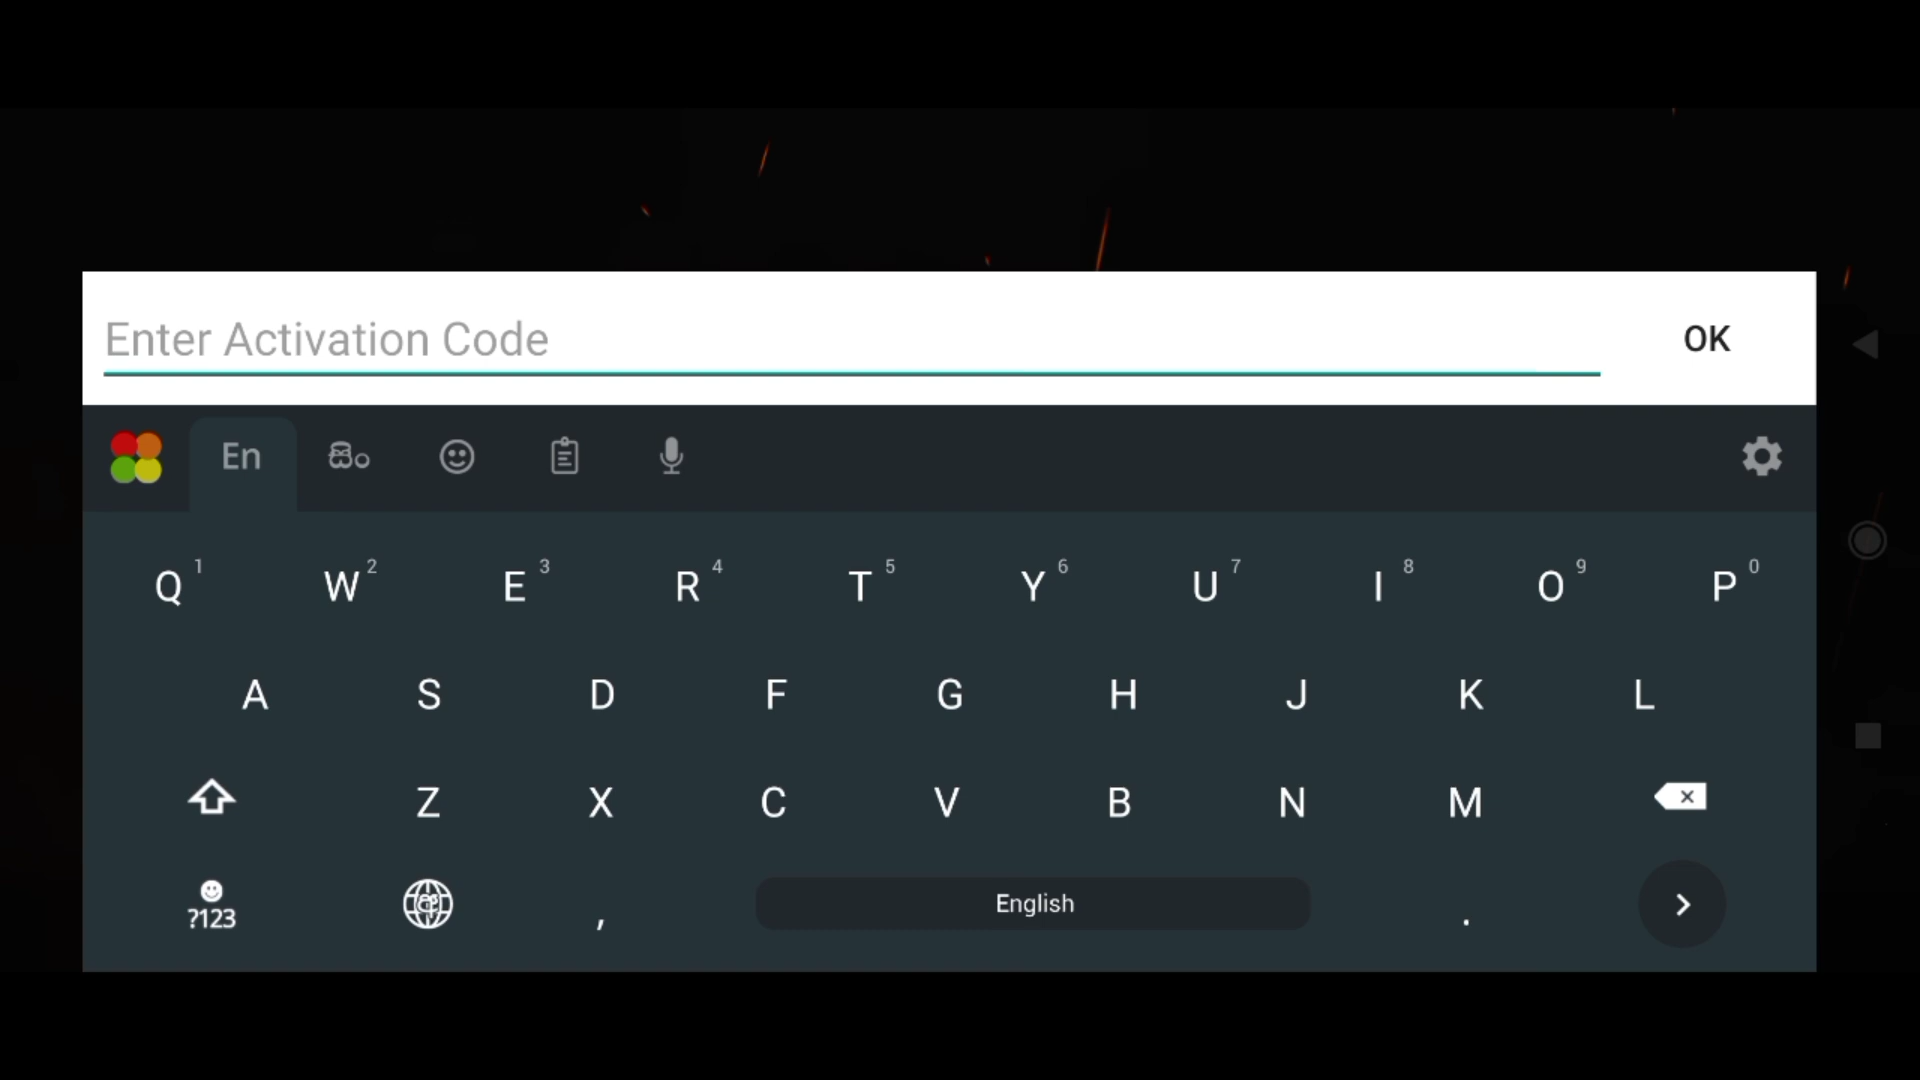 Enter Activation Code
OK
En සිං
Q 1 W 2 E 3 R 4 T 5 Y 6 U 7 I 8 O 9 P 0
A S D F G H J K L
Z X C V B N M
?123 , English .